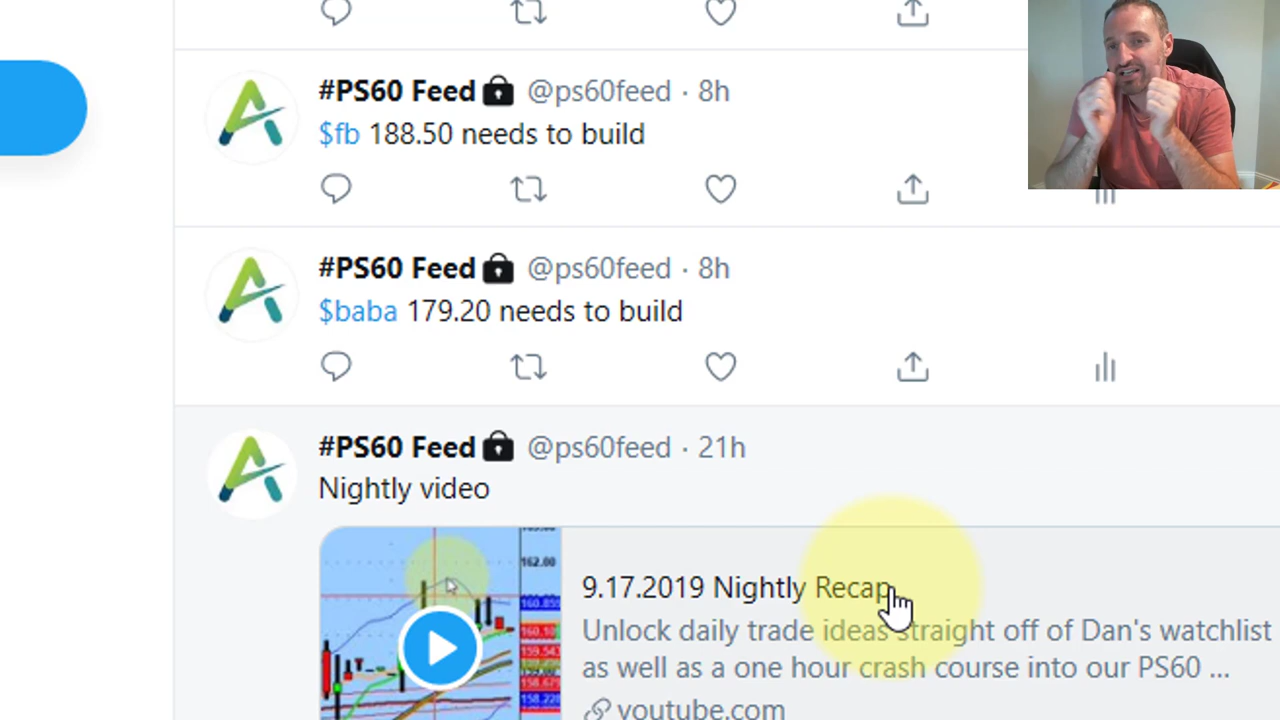 #PS60 Feed @ps60feed · 8h
$fb 188.50 needs to build
#PS60 Feed @ps60feed · 8h
$baba 179.20 needs to build
#PS60 Feed @ps60feed · 21h
Nightly video
162.00
9.17.2019 Nightly Recap
Unlock daily trade ideas straight off of Dan's watchlist
as well as a one hour crash course into our PS60 ...
youtube.com